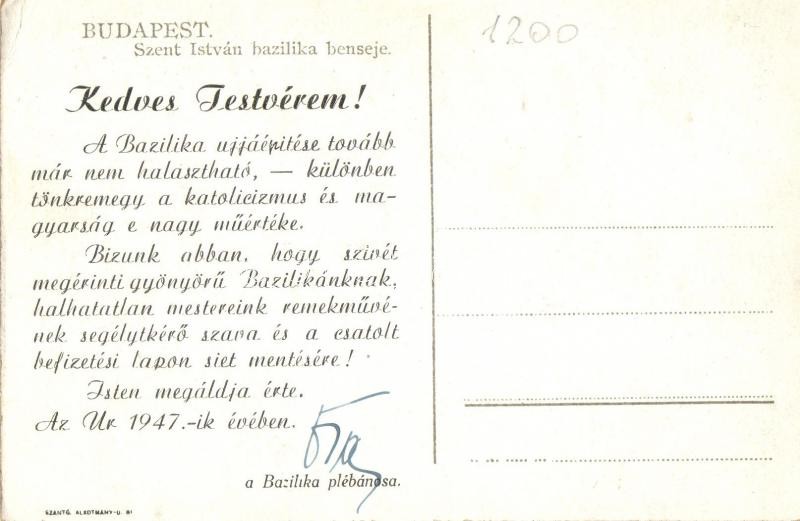 BUDAPEST.
Szent István bazilika benseje.
1200
Kedves Testvérem!
A Bazilika ujjáépitése tovább
már nem halasztható, — különben
tönkremegy a katolicizmus és ma-
gyarság e nagy műértéke.
Bizunk abban, hogy szivét
megérinti gyönyörű Bazilikánknak,
halhatatlan mestereink remekművé-
nek segélytkérő szava és a csatolt
befizetési lapon siet mentésére!
Isten megáldja érte.
Az Ur 1947.-ik évében.
a Bazilika plébánosa.